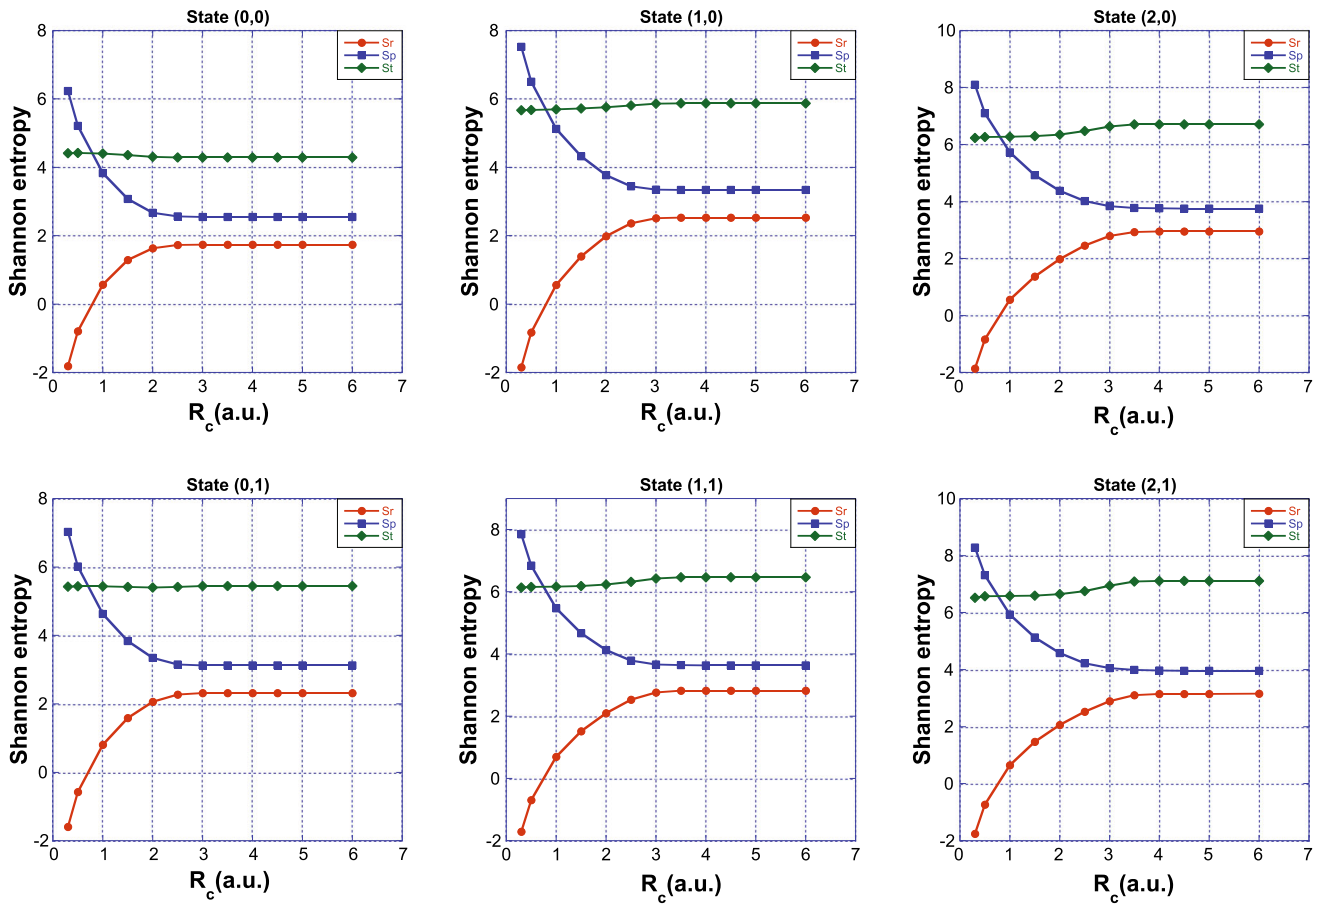 State (0,0)
Shannon entropy
8
6
4
2
0
-2
0 1 2 3 4 5 6 7
R_c(a.u.)
Sr
Sp
St
State (1,0)
Shannon entropy
8
6
4
2
0
-2
0 1 2 3 4 5 6 7
R_c(a.u.)
Sr
Sp
St
State (2,0)
Shannon entropy
10
8
6
4
2
0
-2
0 1 2 3 4 5 6 7
R_c(a.u.)
Sr
Sp
St
State (0,1)
Shannon entropy
8
6
4
2
0
-2
0 1 2 3 4 5 6 7
R_c(a.u.)
Sr
Sp
St
State (1,1)
Shannon entropy
8
6
4
2
0
-2
0 1 2 3 4 5 6 7
R_c(a.u.)
Sr
Sp
St
State (2,1)
Shannon entropy
10
8
6
4
2
0
-2
0 1 2 3 4 5 6 7
R_c(a.u.)
Sr
Sp
St